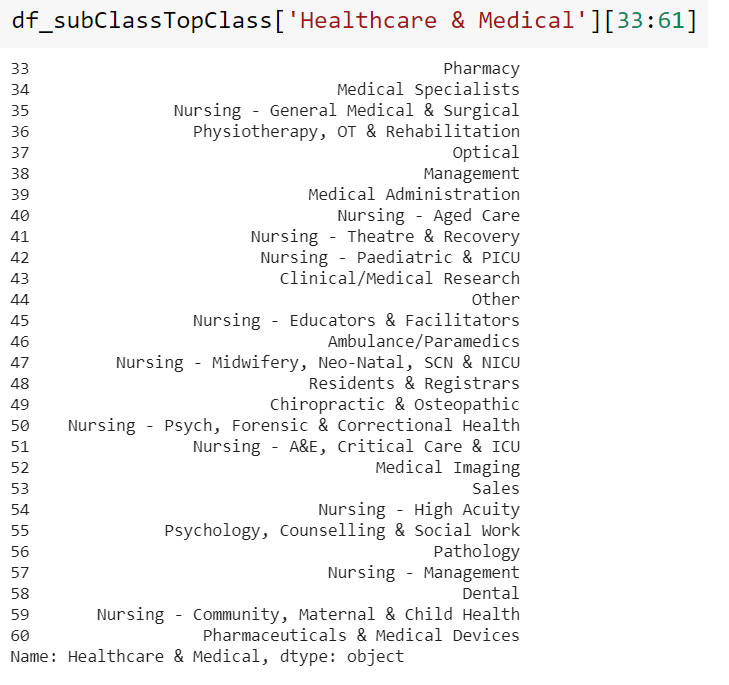 df_subClassTopClass['Healthcare & Medical'][33:61]
33 Pharmacy
34 Medical Specialists
35 Nursing - General Medical & Surgical
36 Physiotherapy, OT & Rehabilitation
37 Optical
38 Management
39 Medical Administration
40 Nursing - Aged Care
41 Nursing - Theatre & Recovery
42 Nursing - Paediatric & PICU
43 Clinical/Medical Research
44 Other
45 Nursing - Educators & Facilitators
46 Ambulance/Paramedics
47 Nursing - Midwifery, Neo-Natal, SCN & NICU
48 Residents & Registrars
49 Chiropractic & Osteopathic
50 Nursing - Psych, Forensic & Correctional Health
51 Nursing - A&E, Critical Care & ICU
52 Medical Imaging
53 Sales
54 Nursing - High Acuity
55 Psychology, Counselling & Social Work
56 Pathology
57 Nursing - Management
58 Dental
59 Nursing - Community, Maternal & Child Health
60 Pharmaceuticals & Medical Devices
Name: Healthcare & Medical, dtype: object